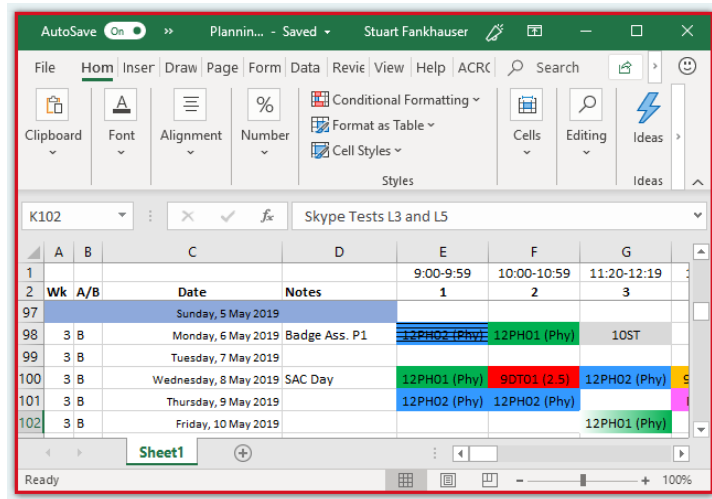 AutoSave On Plannin... - Saved Stuart Fankhauser
File Hom Inser Draw Page Form Data Revie View Help ACRC Search
Clipboard Font Alignment Number Conditional Formatting Format as Table Cell Styles Cells Editing Ideas
Styles Ideas
K102 fx Skype Tests L3 and L5
A B C D E F G
1 9:00-9:59 10:00-10:59 11:20-12:19
2 Wk A/B Date Notes 1 2 3
97 Sunday, 5 May 2019
98 3 B Monday, 6 May 2019 Badge Ass. P1 12PH02 (Phy) 12PH01 (Phy) 10ST
99 3 B Tuesday, 7 May 2019
100 3 B Wednesday, 8 May 2019 SAC Day 12PH01 (Phy) 9DT01 (2.5) 12PH02 (Phy) 9
101 3 B Thursday, 9 May 2019 12PH02 (Phy) 12PH02 (Phy)
102 3 B Friday, 10 May 2019 12PH01 (Phy)
Sheet1
Ready 100%